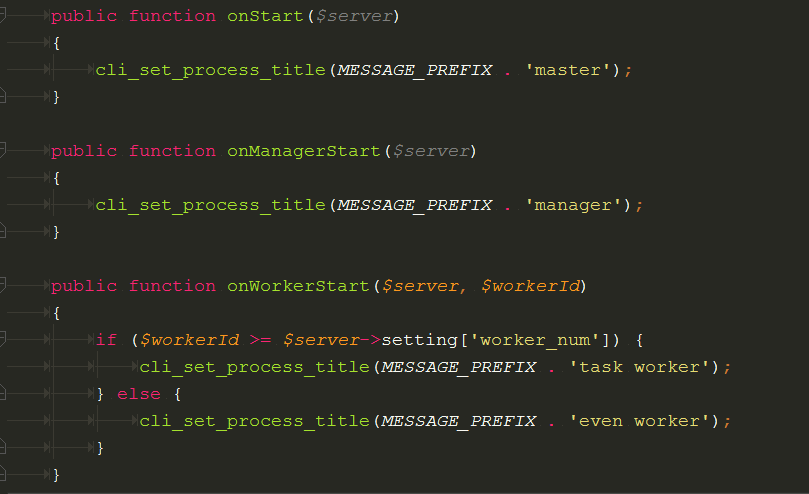 public function onStart($server)
{
cli_set_process_title(MESSAGE_PREFIX . 'master');
}
public function onManagerStart($server)
{
cli_set_process_title(MESSAGE_PREFIX . 'manager');
}
public function onWorkerStart($server, $workerId)
{
if ($workerId >= $server->setting['worker_num']) {
cli_set_process_title(MESSAGE_PREFIX . 'task worker');
} else {
cli_set_process_title(MESSAGE_PREFIX . 'even worker');
}
}